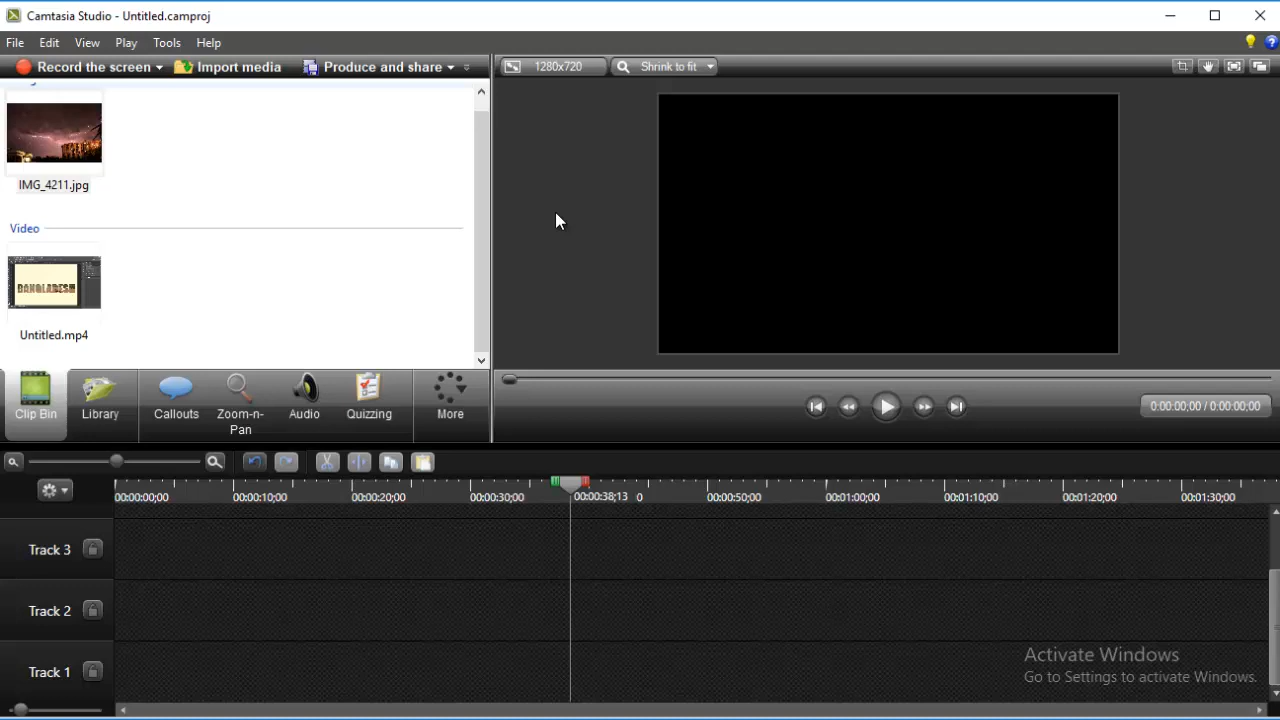 Camtasia Studio - Untitled.camproj
File Edit View Play Tools Help
Record the screen Import media Produce and share
1280x720 Shrink to fit
IMG_4211.jpg
Video
BANGLADESH
Untitled.mp4
Clip Bin Library Callouts Zoom-n-Pan Audio Quizzing More
0:00:00;00 / 0:00:00;00
00:00:00;00 00:00:10;00 00:00:20;00 00:00:30;00 00:00:38;13 0 00:00:50;00 00:01:00;00 00:01:10;00 00:01:20;00 00:01:30;00
Track 3
Track 2
Track 1
Activate Windows
Go to Settings to activate Windows.